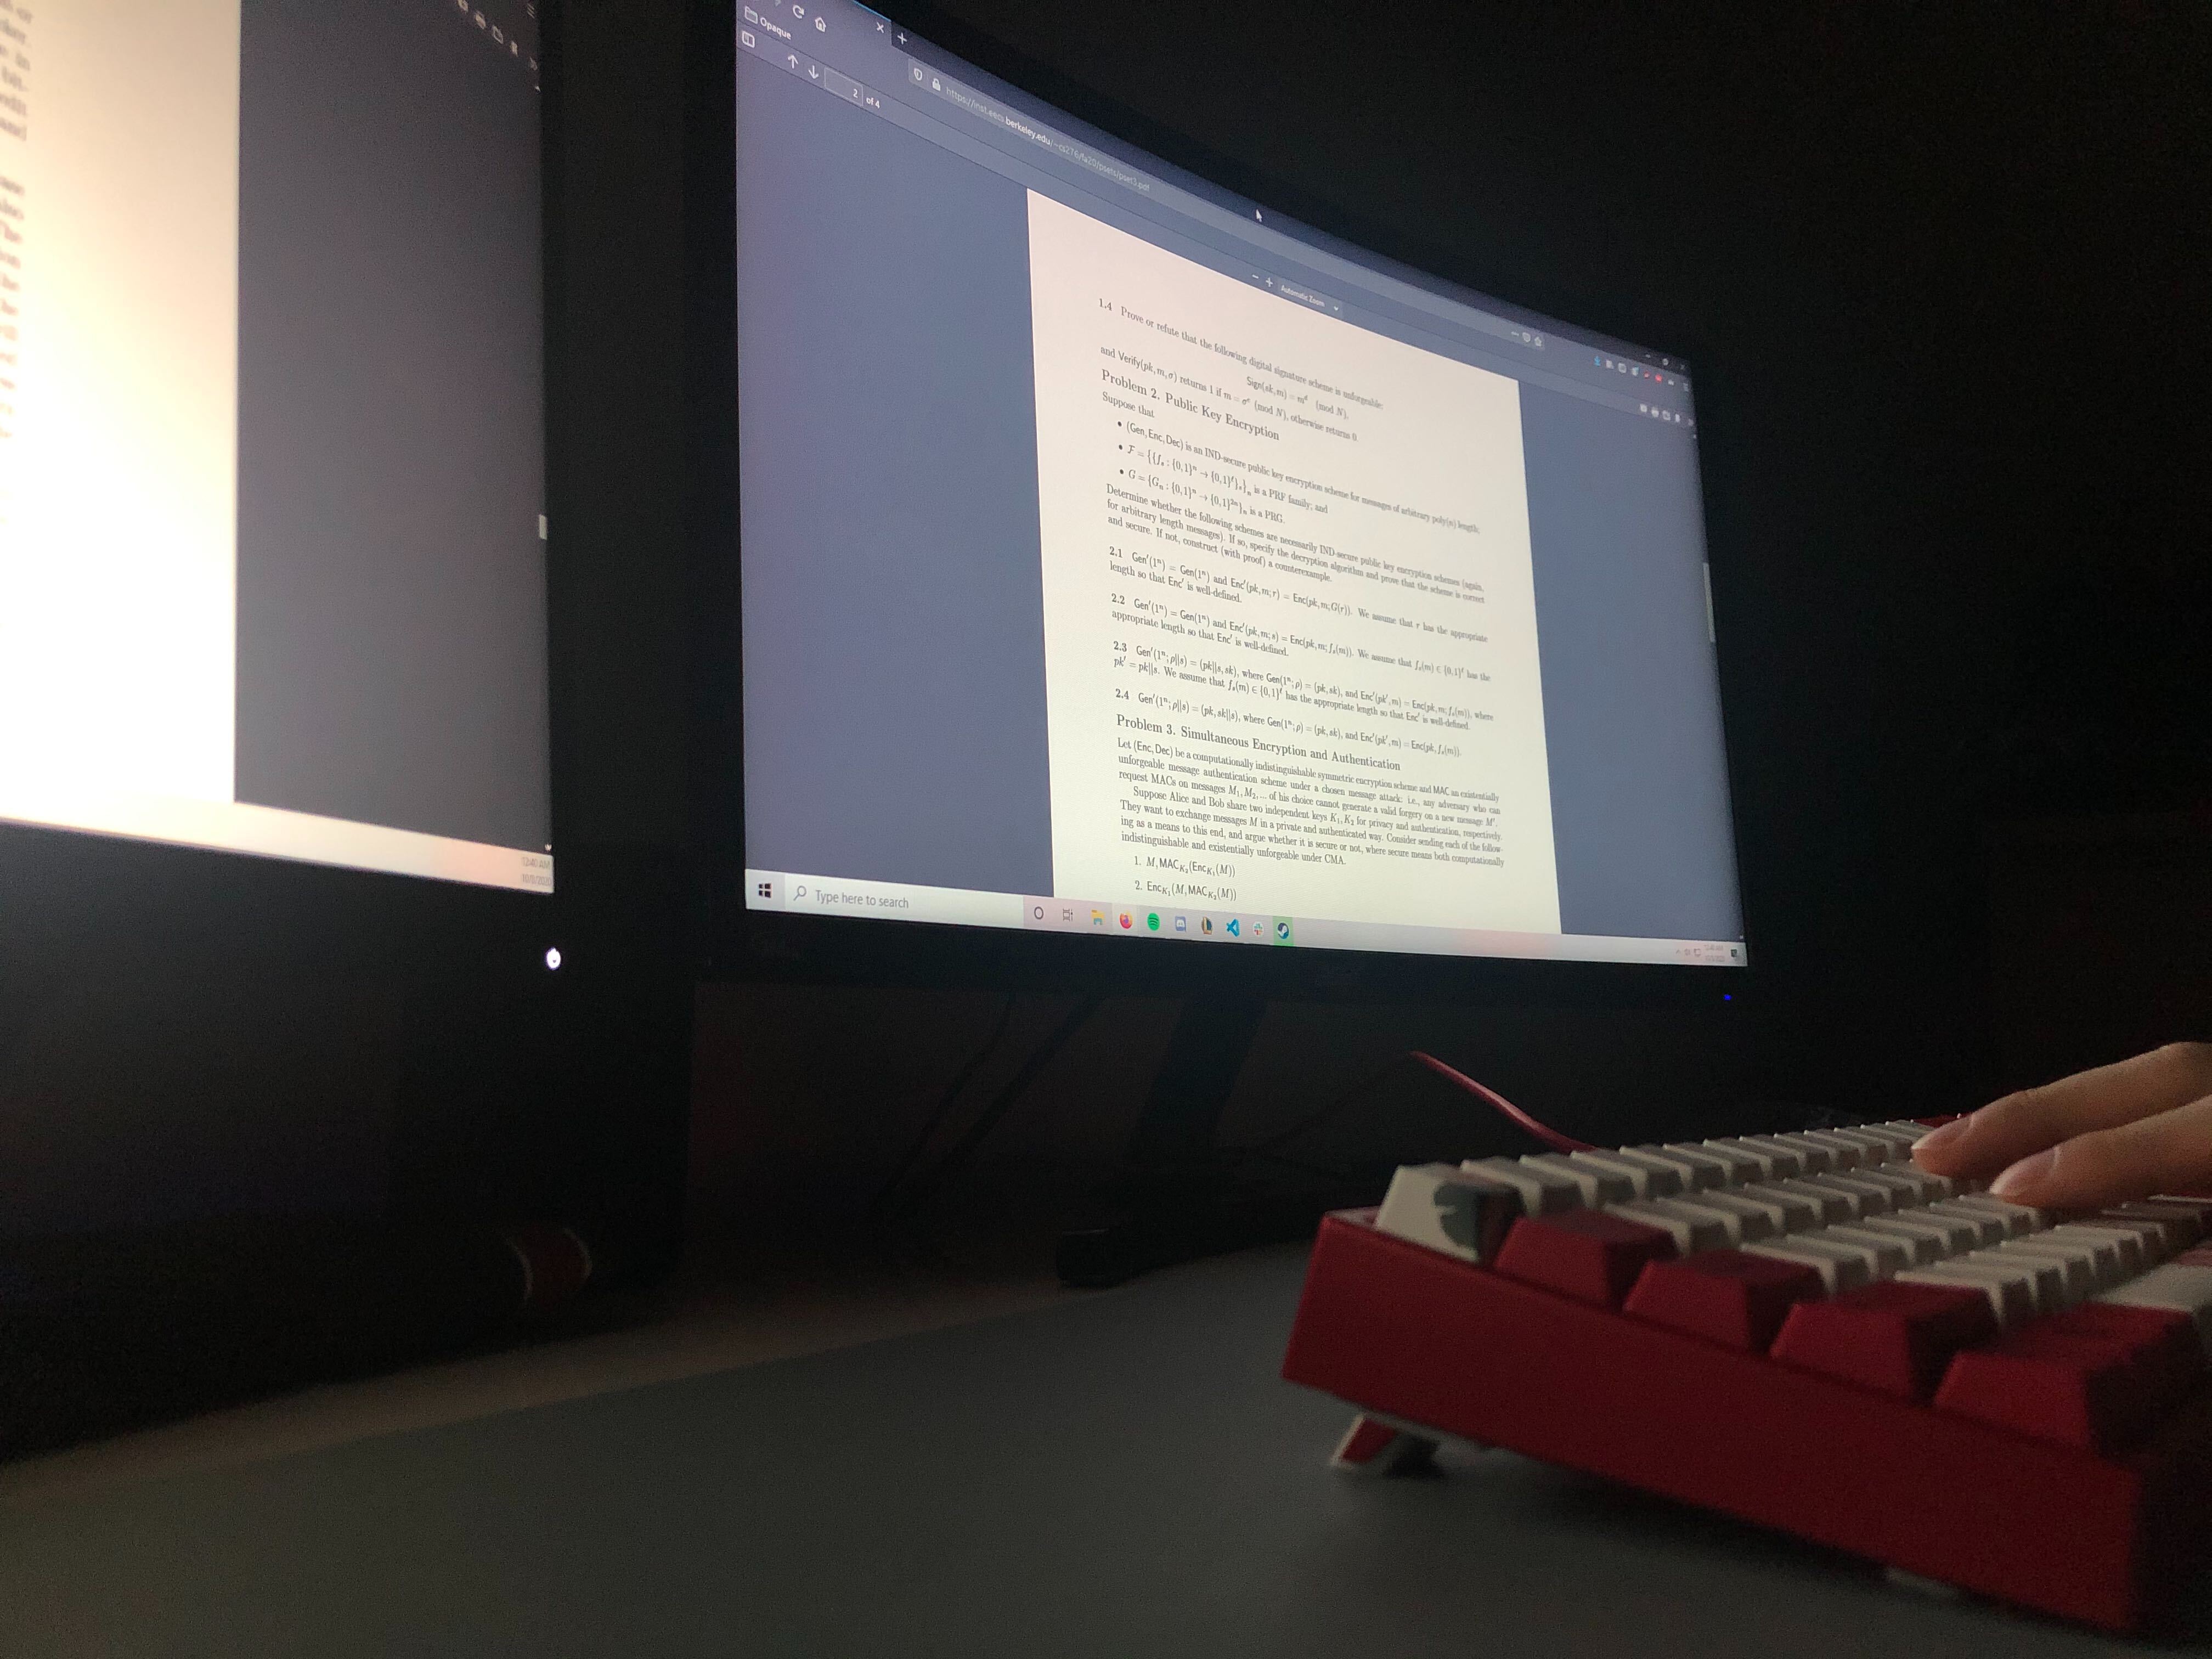 Opaque
2 of 4
https://inst.eecs.berkeley.edu/~cs276/fa20/psets/pset3.pdf
Automatic Zoom
1.4 Prove or refute that the following digital signature scheme is unforgeable:
Sign(sk, m) = m^d (mod N),
and Verify(pk, m, σ) returns 1 if m = σ^e (mod N), otherwise returns 0.
Problem 2. Public Key Encryption
Suppose that
• (Gen, Enc, Dec) is an IND-secure public key encryption scheme for messages of arbitrary poly(n) length;
• F = {{f_s : {0,1}^n → {0,1}^ℓ}_s}_n is a PRF family; and
• G = {G_n : {0,1}^n → {0,1}^{2n}}_n is a PRG.
Determine whether the following schemes are necessarily IND-secure public key encryption schemes (again,
for arbitrary length messages). If so, specify the decryption algorithm and prove that the scheme is correct
and secure. If not, construct (with proof) a counterexample.
2.1 Gen′(1^n) = Gen(1^n) and Enc′(pk, m; r) = Enc(pk, m; G(r)). We assume that r has the appropriate
length so that Enc′ is well-defined.
2.2 Gen′(1^n) = Gen(1^n) and Enc′(pk, m; s) = Enc(pk, m; f_s(m)). We assume that f_s(m) ∈ {0,1}^ℓ has the
appropriate length so that Enc′ is well-defined.
2.3 Gen′(1^n; ρ||s) = (pk||s, sk), where Gen(1^n; ρ) = (pk, sk), and Enc′(pk′, m) = Enc(pk, m; f_s(m)), where
pk′ = pk||s. We assume that f_s(m) ∈ {0,1}^ℓ has the appropriate length so that Enc′ is well-defined.
2.4 Gen′(1^n; ρ||s) = (pk, sk||s), where Gen(1^n; ρ) = (pk, sk), and Enc′(pk′, m) = Enc(pk, f_s(m)).
Problem 3. Simultaneous Encryption and Authentication
Let (Enc, Dec) be a computationally indistinguishable symmetric encryption scheme and MAC an existentially
unforgeable message authentication scheme under a chosen message attack: i.e., any adversary who can
request MACs on messages M_1, M_2, ... of his choice cannot generate a valid forgery on a new message M′.
Suppose Alice and Bob share two independent keys K_1, K_2 for privacy and authentication, respectively.
They want to exchange messages M in a private and authenticated way. Consider sending each of the follow-
ing as a means to this end, and argue whether it is secure or not, where secure means both computationally
indistinguishable and existentially unforgeable under CMA.
1. M, MAC_{K_2}(Enc_{K_1}(M))
2. Enc_{K_1}(M, MAC_{K_2}(M))
Type here to search
12:40 AM